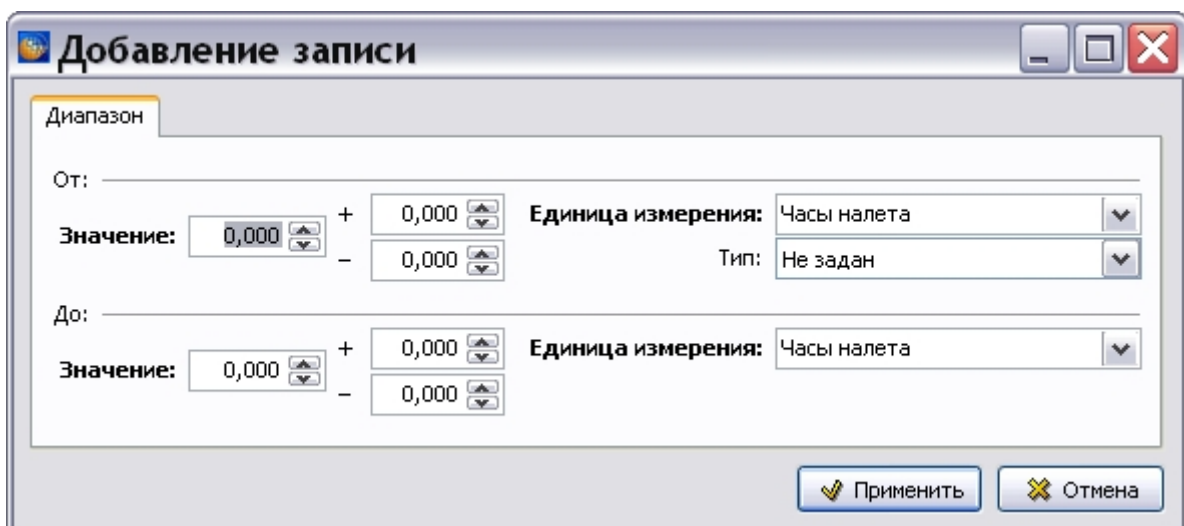 Добавление записи
Диапазон
От:
Значение: 0,000 + 0,000 Единица измерения: Часы налета
– 0,000 Тип: Не задан
До:
Значение: 0,000 + 0,000 Единица измерения: Часы налета
– 0,000
Применить Отмена